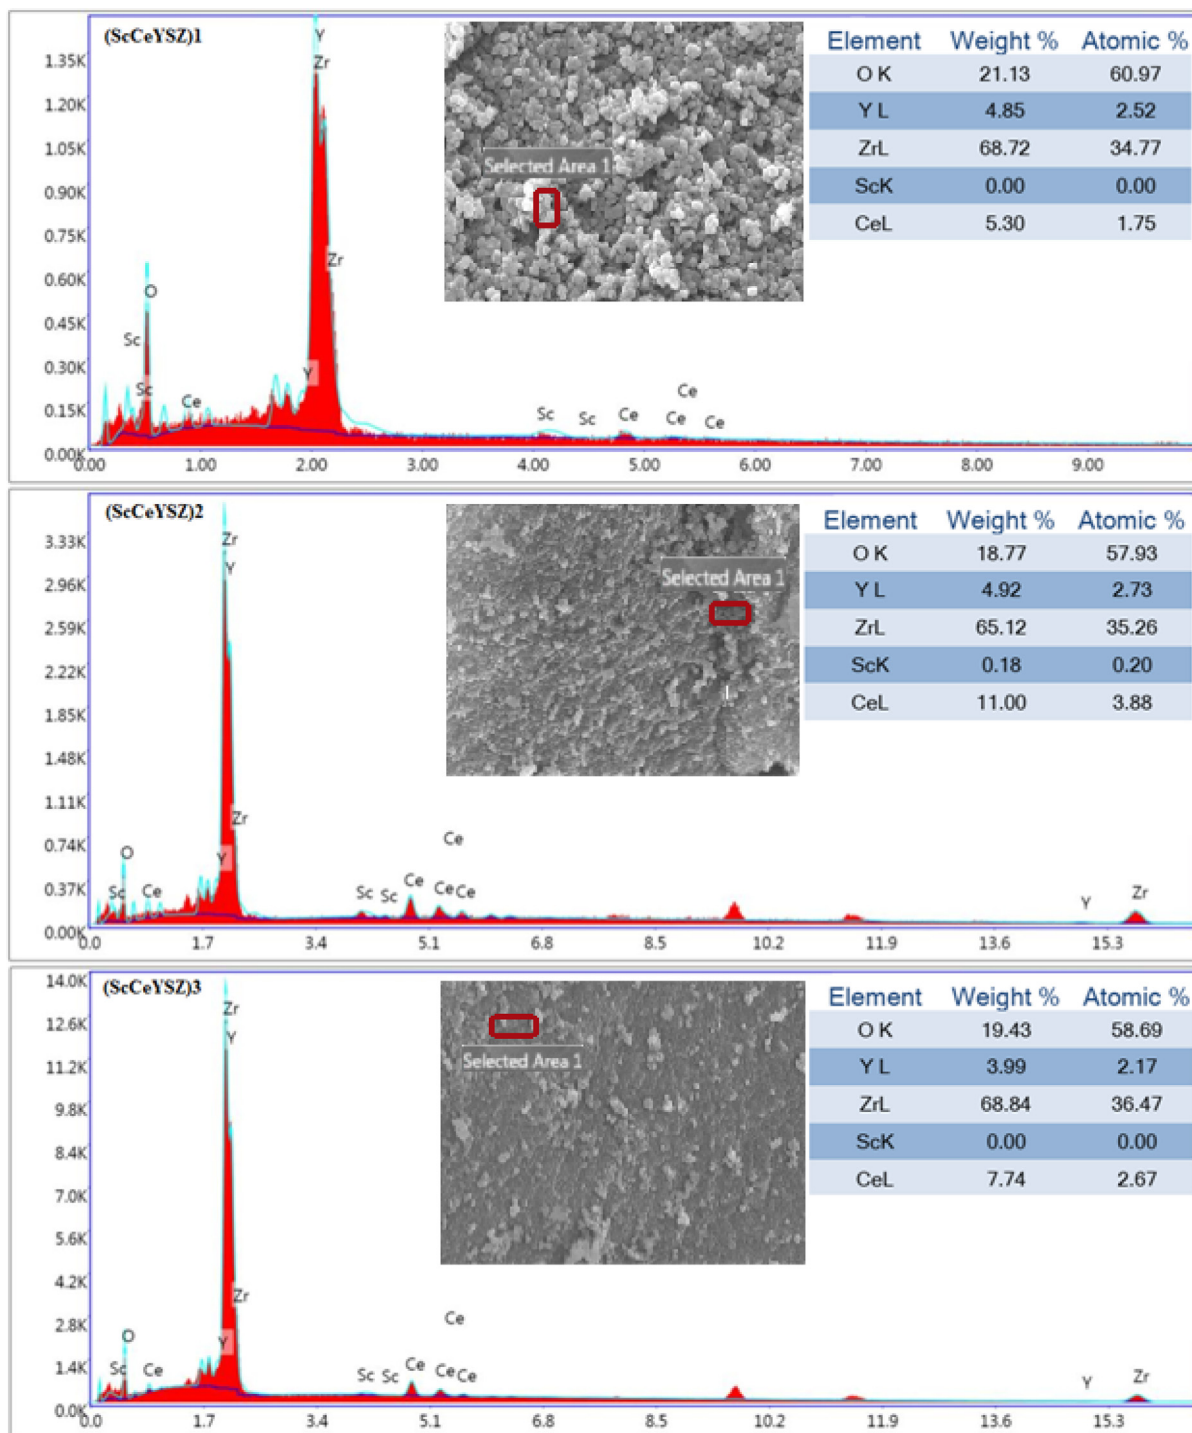 (ScCeYSZ)1
Element Weight % Atomic %
O K 21.13 60.97
Y L 4.85 2.52
ZrL 68.72 34.77
ScK 0.00 0.00
CeL 5.30 1.75
Selected Area 1
1.35K
1.20K
1.05K
0.90K
0.75K
0.60K
0.45K
0.30K
0.15K
0.00K
Y
Zr
Zr
O
Sc
Y
Sc
Ce
Ce
Sc
Sc
Ce
Ce
Ce
0.00 1.00 2.00 3.00 4.00 5.00 6.00 7.00 8.00 9.00
(ScCeYSZ)2
Element Weight % Atomic %
O K 18.77 57.93
Y L 4.92 2.73
ZrL 65.12 35.26
ScK 0.18 0.20
CeL 11.00 3.88
Selected Area 1
3.33K
2.96K
2.59K
2.22K
1.85K
1.48K
1.11K
0.74K
0.37K
0.00K
Zr
Y
Zr
Ce
O
Y
Sc
Ce
Sc
Sc
Ce
Ce
Ce
Y
Zr
0.0 1.7 3.4 5.1 6.8 8.5 10.2 11.9 13.6 15.3
(ScCeYSZ)3
Element Weight % Atomic %
O K 19.43 58.69
Y L 3.99 2.17
ZrL 68.84 36.47
ScK 0.00 0.00
CeL 7.74 2.67
Selected Area 1
14.0K
12.6K
11.2K
9.8K
8.4K
7.0K
5.6K
4.2K
2.8K
1.4K
0.0K
Zr
Y
Zr
Ce
O
Y
Sc
Ce
Sc
Sc
Ce
Ce
Ce
Y
Zr
0.0 1.7 3.4 5.1 6.8 8.5 10.2 11.9 13.6 15.3